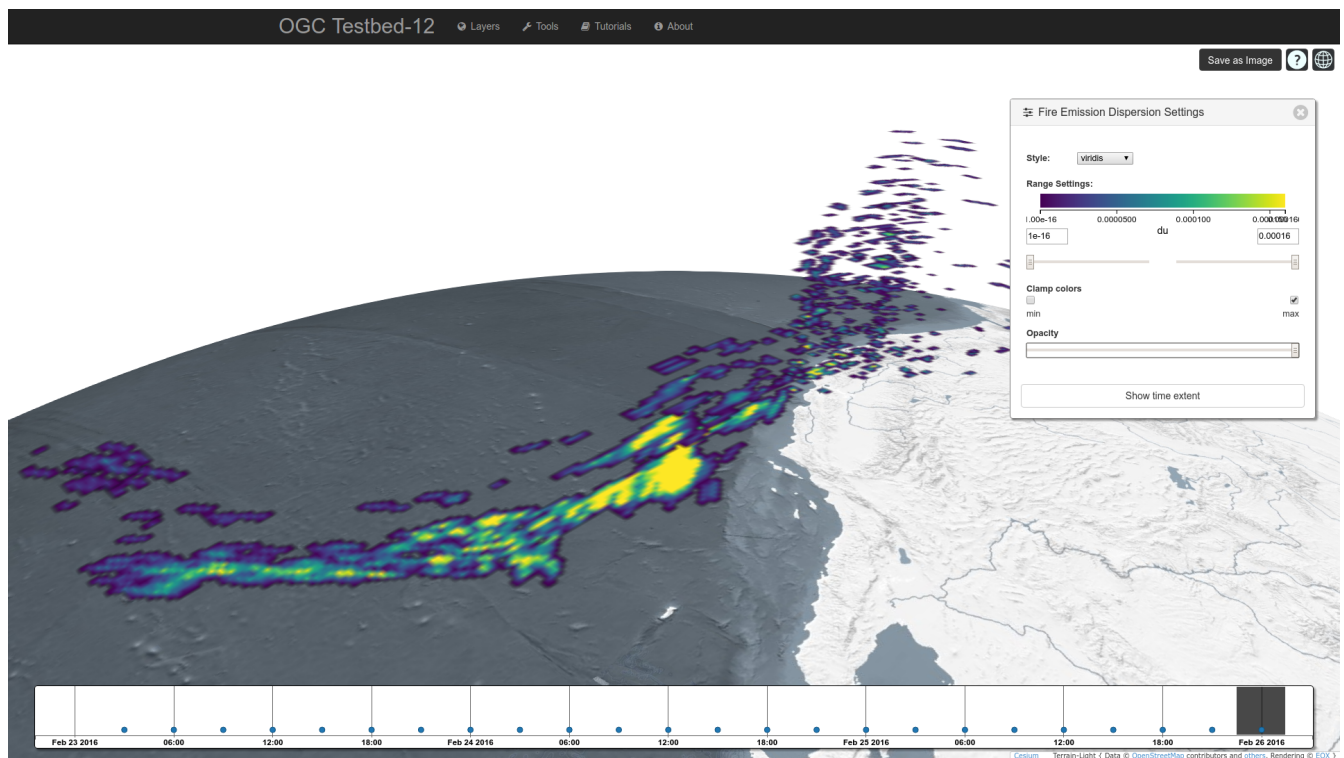 OGC Testbed-12 Layers Tools Tutorials About
Save as Image ?
Fire Emission Dispersion Settings
Style: viridis
Range Settings:
1.00e-16 0.0000500 0.000100
du
1e-16 0.00016
Clamp colors
min max
Opacity
Show time extent
Feb 23 2016 06:00 12:00 18:00 Feb 24 2016 06:00 12:00 18:00 Feb 25 2016 06:00 12:00 18:00 Feb 26 2016
Cesium Terrain-Light { Data © OpenStreetMap contributors and others, Rendering © EOX }